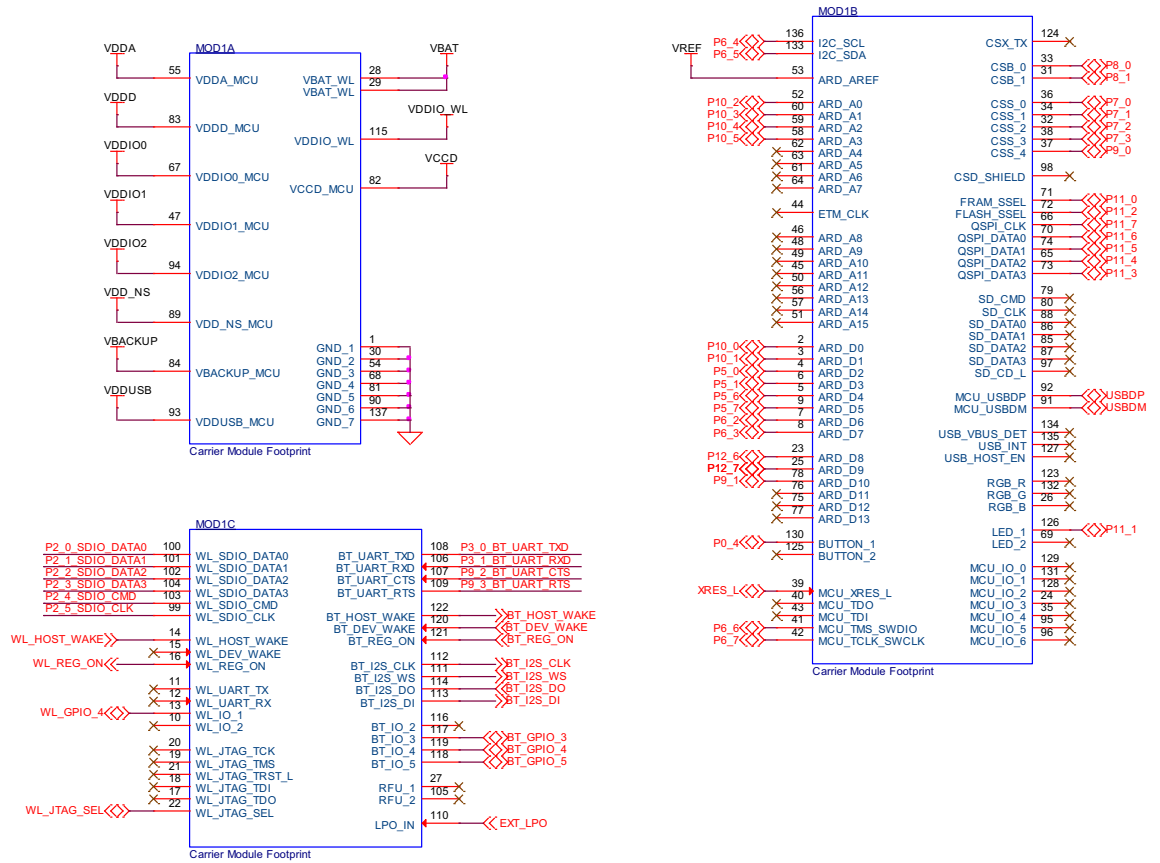 MOD1A
VDDA 55 VDDA_MCU
VDDD 83 VDDD_MCU
VDDIO0 67 VDDIO0_MCU
VDDIO1 47 VDDIO1_MCU
VDDIO2 94 VDDIO2_MCU
VDD_NS 89 VDD_NS_MCU
VBACKUP 84 VBACKUP_MCU
VDDUSB 93 VDDUSB_MCU
VBAT
VBAT_WL 28
VBAT_WL 29
VDDIO_WL
VDDIO_WL 115
VCCD
VCCD_MCU 82
GND_1 1
GND_2 30
GND_3 54
GND_4 68
GND_5 81
GND_6 90
GND_7 137
Carrier Module Footprint
MOD1C
P2_0_SDIO_DATA0 100 WL_SDIO_DATA0
P2_1_SDIO_DATA1 101 WL_SDIO_DATA1
P2_2_SDIO_DATA2 102 WL_SDIO_DATA2
P2_3_SDIO_DATA3 104 WL_SDIO_DATA3
P2_4_SDIO_CMD 103 WL_SDIO_CMD
P2_5_SDIO_CLK 99 WL_SDIO_CLK
WL_HOST_WAKE 14 WL_HOST_WAKE
15 WL_DEV_WAKE
WL_REG_ON 16 WL_REG_ON
11 WL_UART_TX
12 WL_UART_RX
WL_GPIO_4 13 WL_IO_1
10 WL_IO_2
20 WL_JTAG_TCK
19 WL_JTAG_TMS
21 WL_JTAG_TRST_L
18 WL_JTAG_TDI
17 WL_JTAG_TDO
WL_JTAG_SEL 22 WL_JTAG_SEL
BT_UART_TXD 108 P3_0_BT_UART_TXD
BT_UART_RXD 106 P3_1_BT_UART_RXD
BT_UART_CTS 107 P9_2_BT_UART_CTS
BT_UART_RTS 109 P9_3_BT_UART_RTS
BT_HOST_WAKE 122 BT_HOST_WAKE
BT_DEV_WAKE 120 BT_DEV_WAKE
BT_REG_ON 121 BT_REG_ON
BT_I2S_CLK 112 BT_I2S_CLK
BT_I2S_WS 111 BT_I2S_WS
BT_I2S_DO 114 BT_I2S_DO
BT_I2S_DI 113 BT_I2S_DI
BT_IO_2 116
BT_IO_3 117 BT_GPIO_3
BT_IO_4 119 BT_GPIO_4
BT_IO_5 118 BT_GPIO_5
RFU_1 27
RFU_2 105
LPO_IN 110 EXT_LPO
Carrier Module Footprint
MOD1B
P6_4 136 I2C_SCL
P6_5 133 I2C_SDA
VREF 53 ARD_AREF
P10_2 52 ARD_A0
P10_3 60 ARD_A1
P10_4 59 ARD_A2
P10_5 58 ARD_A3
62 ARD_A4
63 ARD_A5
61 ARD_A6
64 ARD_A7
44 ETM_CLK
46 ARD_A8
48 ARD_A9
49 ARD_A10
45 ARD_A11
50 ARD_A12
56 ARD_A13
57 ARD_A14
51 ARD_A15
P10_0 2 ARD_D0
P10_1 3 ARD_D1
P5_0 4 ARD_D2
P5_1 6 ARD_D3
P5_6 5 ARD_D4
P5_7 9 ARD_D5
P6_2 7 ARD_D6
P6_3 8 ARD_D7
P12_6 23 ARD_D8
P12_7 25 ARD_D9
P9_1 78 ARD_D10
76 ARD_D11
75 ARD_D12
77 ARD_D13
P0_4 130 BUTTON_1
125 BUTTON_2
XRES_L 39 MCU_XRES_L
40 MCU_TDO
43 MCU_TDI
P6_6 41 MCU_TMS_SWDIO
P6_7 42 MCU_TCLK_SWCLK
CSX_TX 124
CSB_0 33 P8_0
CSB_1 31 P8_1
CSS_0 36 P7_0
CSS_1 34 P7_1
CSS_2 32 P7_2
CSS_3 38 P7_3
CSS_4 37 P9_0
CSD_SHIELD 98
FRAM_SSEL 71 P11_0
FLASH_SSEL 72 P11_2
QSPI_CLK 66 P11_7
QSPI_DATA0 70 P11_6
QSPI_DATA1 74 P11_5
QSPI_DATA2 65 P11_4
QSPI_DATA3 73 P11_3
SD_CMD 79
SD_CLK 80
SD_DATA0 88
SD_DATA1 86
SD_DATA2 85
SD_DATA3 87
SD_CD_L 97
MCU_USBDP 92 USBDP
MCU_USBDM 91 USBDM
USB_VBUS_DET 134
USB_INT 135
USB_HOST_EN 127
RGB_R 123
RGB_G 132
RGB_B 26
LED_1 126 P11_1
LED_2 69
MCU_IO_0 129
MCU_IO_1 131
MCU_IO_2 128
MCU_IO_3 24
MCU_IO_4 35
MCU_IO_5 95
MCU_IO_6 96
Carrier Module Footprint